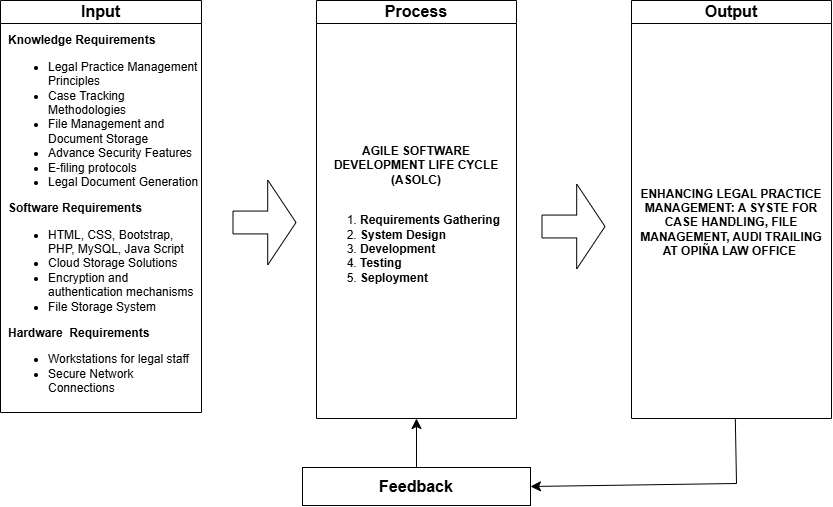 Input
Knowledge Requirements
Legal Practice Management
Principles
Case Tracking
Methodologies
File Management and
Document Storage
Advance Security Features
E-filing protocols
Legal Document Generation
Software Requirements
HTML, CSS, Bootstrap,
PHP, MySQL, Java Script
Cloud Storage Solutions
Encryption and
authentication mechanisms
File Storage System
Hardware Requirements
Workstations for legal staff
Secure Network
Connections
Process
AGILE SOFTWARE
DEVELOPMENT LIFE CYCLE
(ASOLC)
1. Requirements Gathering
2. System Design
3. Development
4. Testing
5. Seployment
Output
ENHANCING LEGAL PRACTICE
MANAGEMENT: A SYSTE FOR
CASE HANDLING, FILE
MANAGEMENT, AUDI TRAILING
AT OPIÑA LAW OFFICE
Feedback